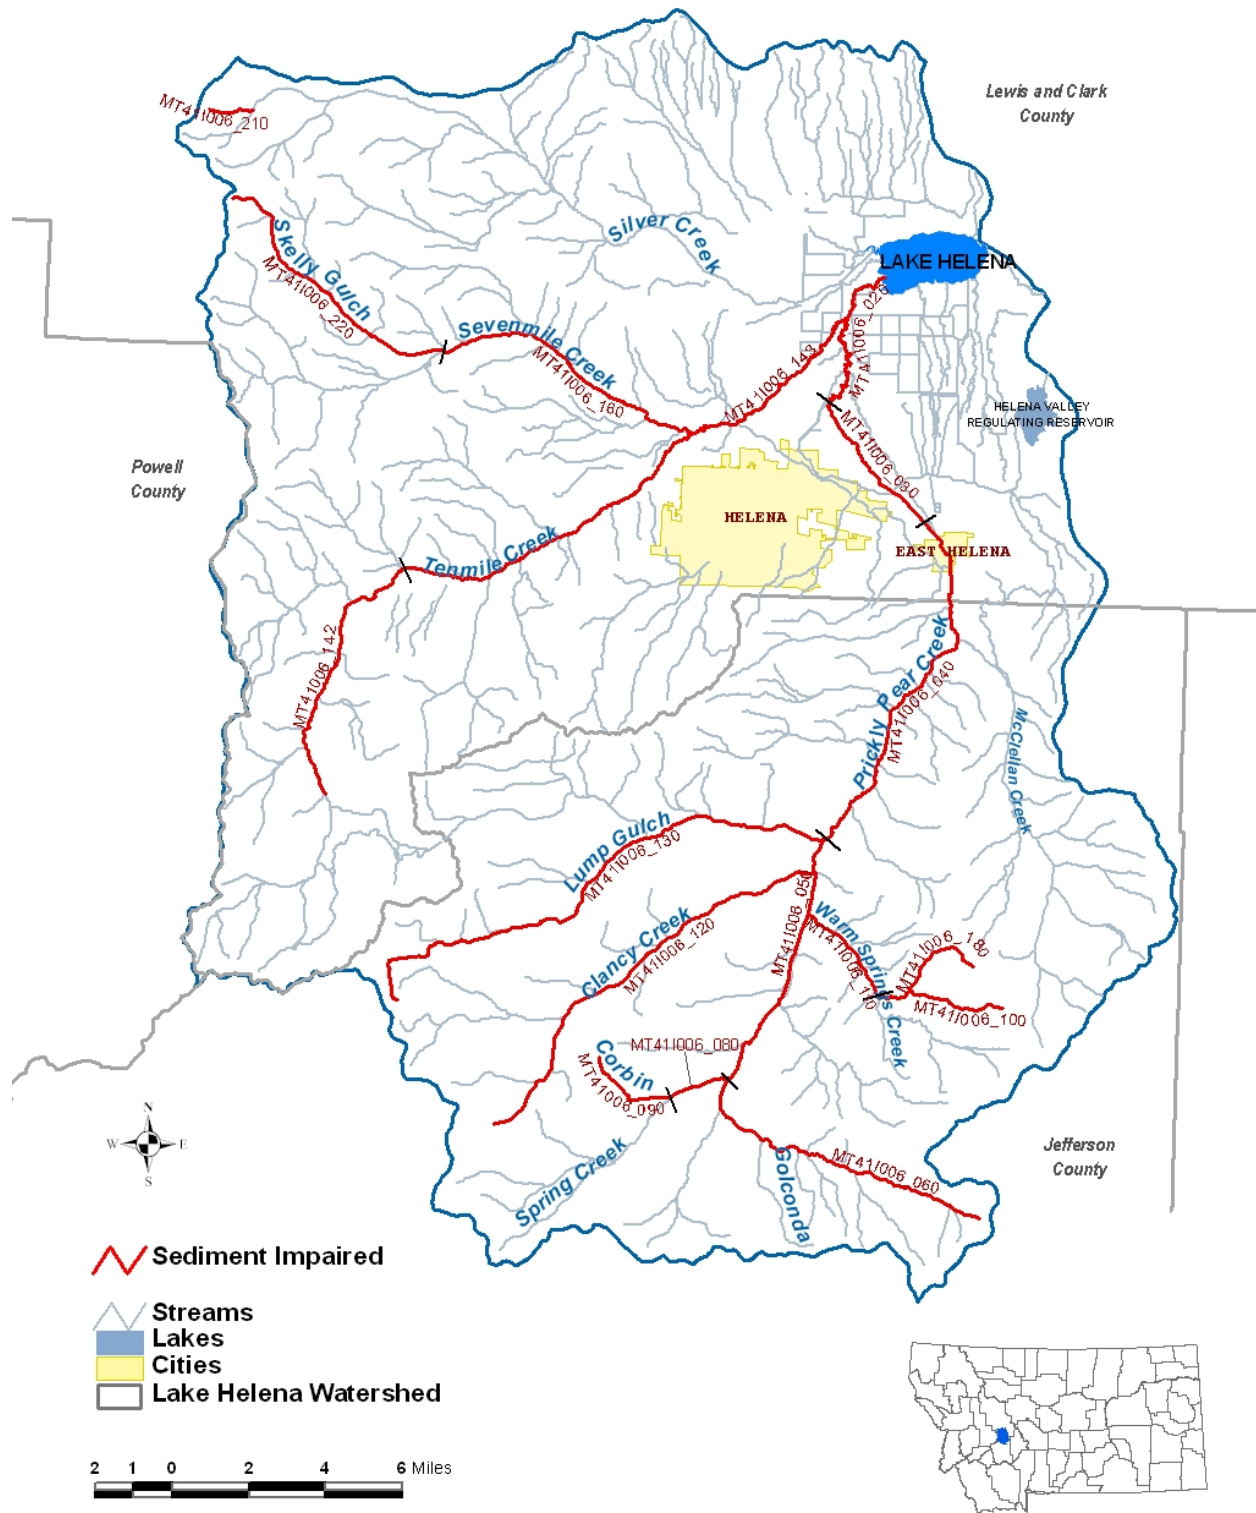 Lewis and Clark
County
MT41I006_210
Silver Creek
Skelly Gulch
MT41I006_220
LAKE HELENA
MT41I006_020
Sevenmile Creek
MT41I006_160
MT41I006_143
HELENA VALLEY
REGULATING RESERVOIR
MT41I006_030
Powell
County
HELENA
EAST HELENA
Tenmile Creek
MT41I006_142
Prickly Pear Creek
MT41I006_040
McClellan Creek
Lump Gulch
MT41I006_130
Clancy Creek
MT41I006_120
MT41I006_050
Warm Springs Creek
MT41I006_110
MT41I006_180
MT41I006_100
MT41I006_080
Corbin
MT41I006_090
Spring Creek
Golconda
MT41I006_060
Jefferson
County
N
W E
S
Sediment Impaired
Streams
Lakes
Cities
Lake Helena Watershed
2 1 0 2 4 6 Miles